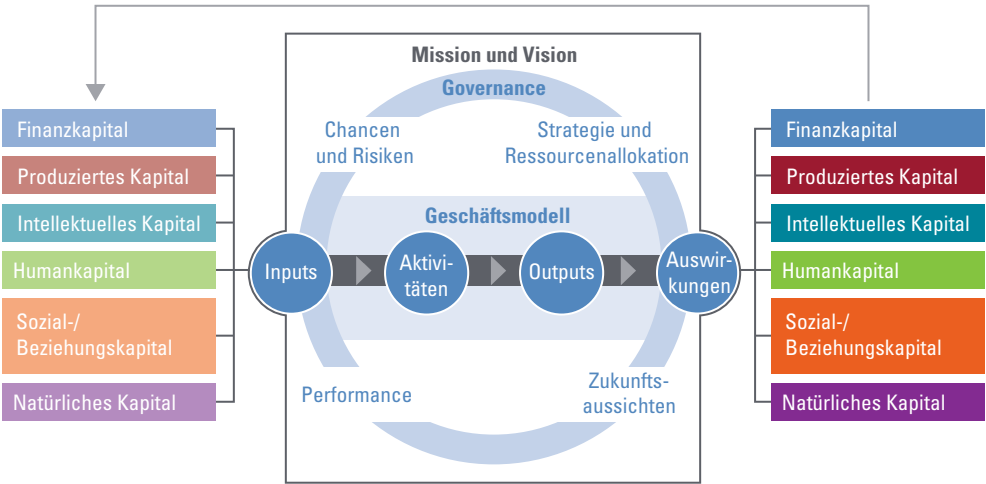 Mission und Vision
Governance
Chancen
und Risiken
Strategie und
Ressourcenallokation
Finanzkapital
Produziertes Kapital
Intellektuelles Kapital
Humankapital
Sozial-/
Beziehungskapital
Natürliches Kapital
Geschäftsmodell
Inputs
Aktivi-
täten
Outputs
Auswir-
kungen
Performance
Zukunfts-
aussichten
Finanzkapital
Produziertes Kapital
Intellektuelles Kapital
Humankapital
Sozial-/
Beziehungskapital
Natürliches Kapital